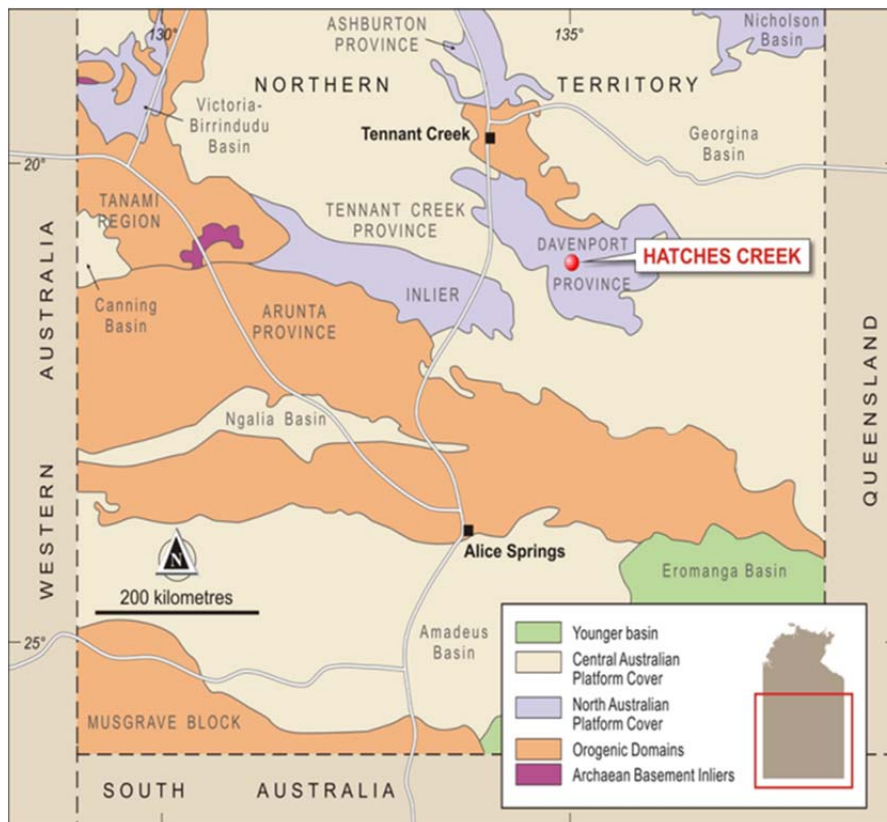 130°
135°
ASHBURTON
PROVINCE
Nicholson
Basin
NORTHERN TERRITORY
Victoria-
Birrindudu
Basin
Tennant Creek
Georgina
Basin
20°
20°
TANAMI
REGION
TENNANT CREEK
PROVINCE
DAVENPORT
PROVINCE
HATCHES CREEK
Canning
Basin
ARUNTA
PROVINCE
INLIER
WESTERN AUSTRALIA
QUEENSLAND
Ngalia Basin
N
Alice Springs
200 kilometres
Eromanga Basin
25°
25°
Amadeus
Basin
MUSGRAVE BLOCK
SOUTH AUSTRALIA
Younger basin
Central Australian
Platform Cover
North Australian
Platform Cover
Orogenic Domains
Archaean Basement Inliers